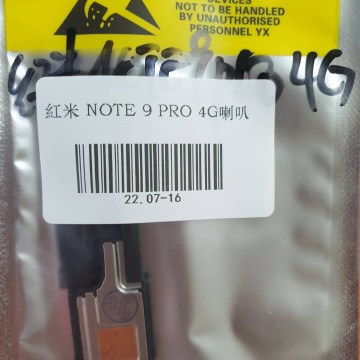 DEVICES
NOT TO BE HANDLED
BY UNAUTHORISED
PERSONNEL YX
4G
紅米 NOTE 9 PRO 4G喇叭
22.07-16